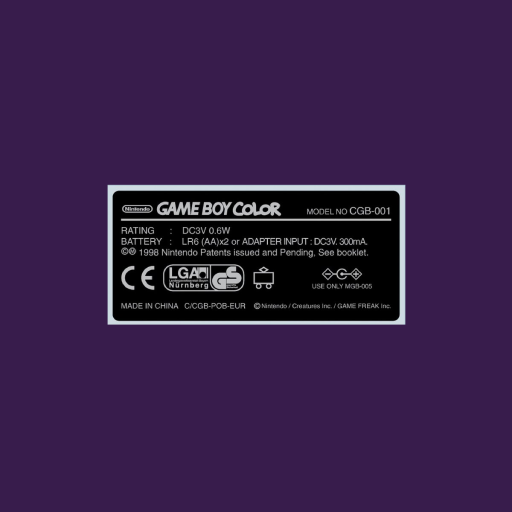 Nintendo GAME BOY COLOR MODEL NO CGB-001
RATING : DC3V 0.6W
BATTERY : LR6 (AA)x2 or ADAPTER INPUT : DC3V. 300mA.
©Ⓜ 1998 Nintendo Patents issued and Pending, See booklet.
CE LGA Nürnberg GS
USE ONLY MGB-005
MADE IN CHINA C/CGB-POB-EUR ©Nintendo / Creatures Inc. / GAME FREAK Inc.